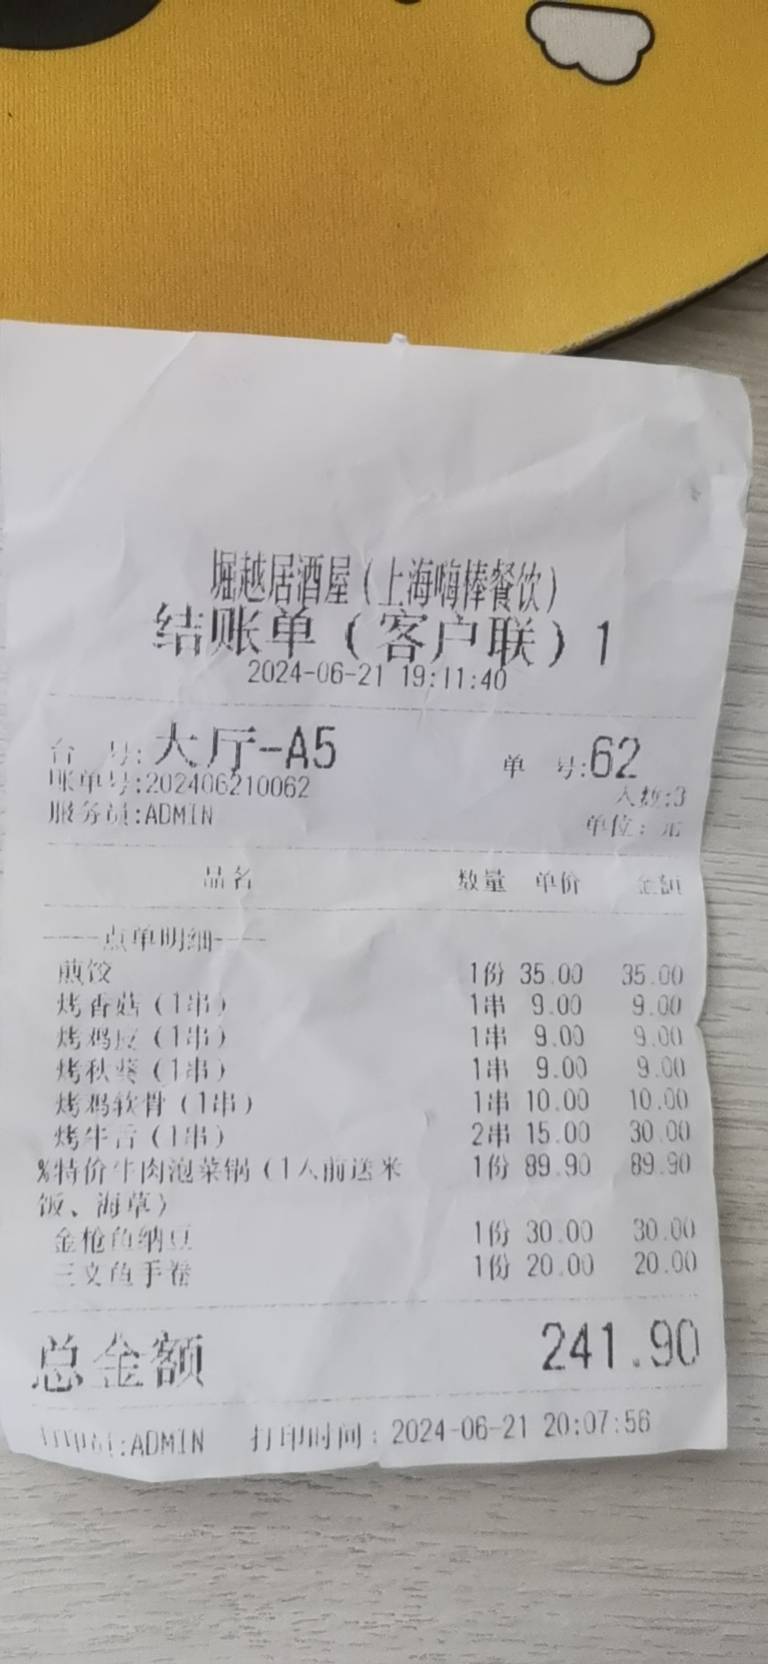 堀越居酒屋(上海嗨棒餐饮)
结账单(客户联)1
2024-06-21 19:11:40
台 号:大厅-A5 单 号:62
账单号:202406210062 人数:3
服务员:ADMIN 单位:元
品名 数量 单价 金额
----点单明细----
煎饺 1份 35.00 35.00
烤香菇(1串) 1串 9.00 9.00
烤鸡皮(1串) 1串 9.00 9.00
烤秋葵(1串) 1串 9.00 9.00
烤鸡软骨(1串) 1串 10.00 10.00
烤牛舌(1串) 2串 15.00 30.00
%特价牛肉泡菜锅(1人前送米 1份 89.90 89.90
饭、海草)
金枪鱼纳豆 1份 30.00 30.00
三文鱼手卷 1份 20.00 20.00
总金额 241.90
打印员:ADMIN 打印时间:2024-06-21 20:07:56